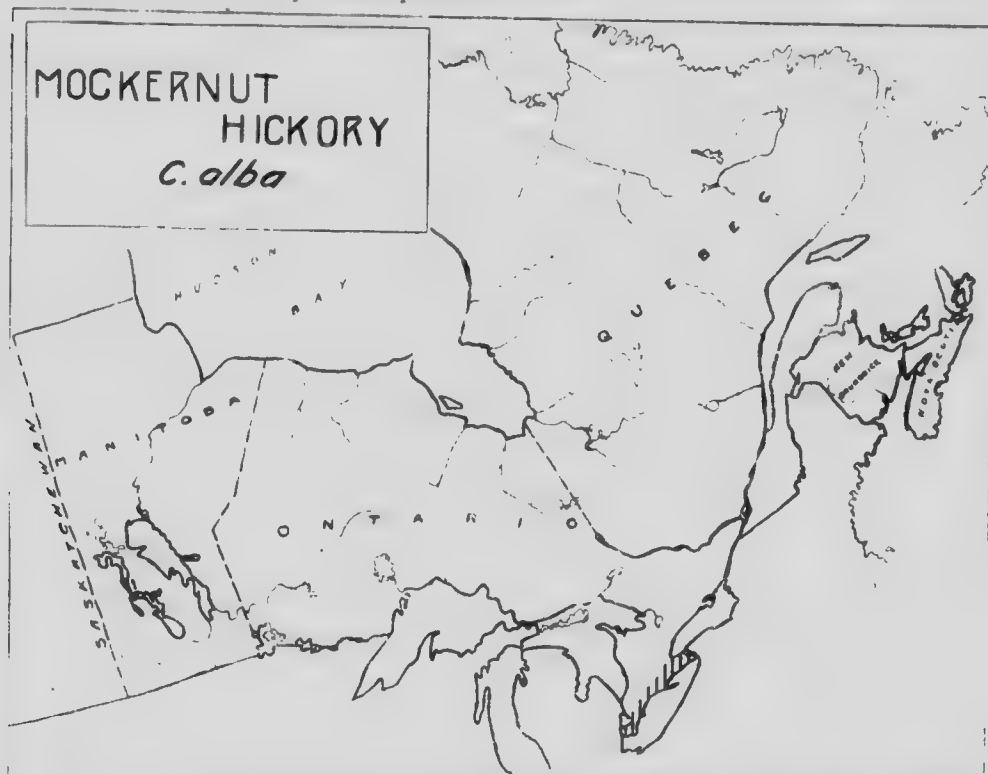 MOCKERNUT
HICKORY
C. alba
HUDSON
BAY
QUEBEC
NEW
BRUNSWICK
NOVA SCOTIA
MANITOBA
SASKATCHEWAN
ONTARIO